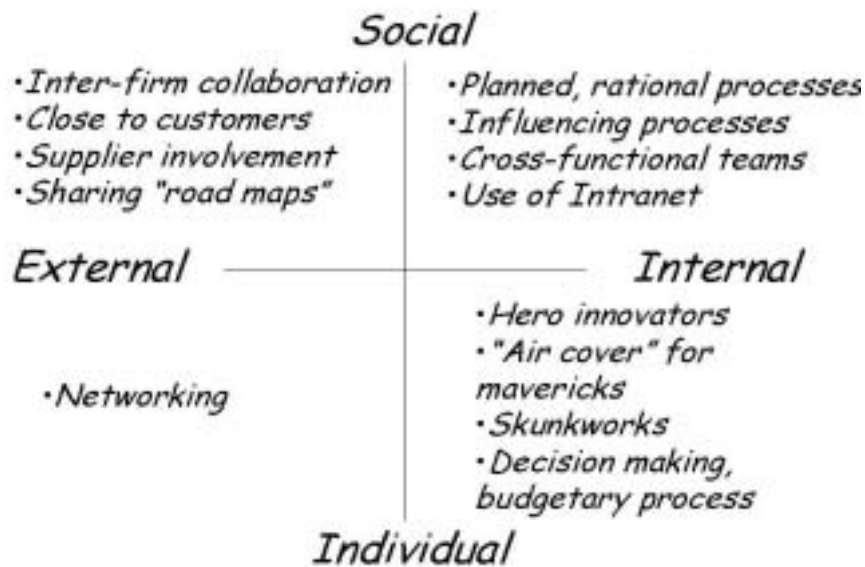 Social
•Inter-firm collaboration
•Close to customers
•Supplier involvement
•Sharing "road maps"
•Planned, rational processes
•Influencing processes
•Cross-functional teams
•Use of Intranet
External
Internal
•Networking
•Hero innovators
•"Air cover" for
mavericks
•Skunkworks
•Decision making,
budgetary process
Individual